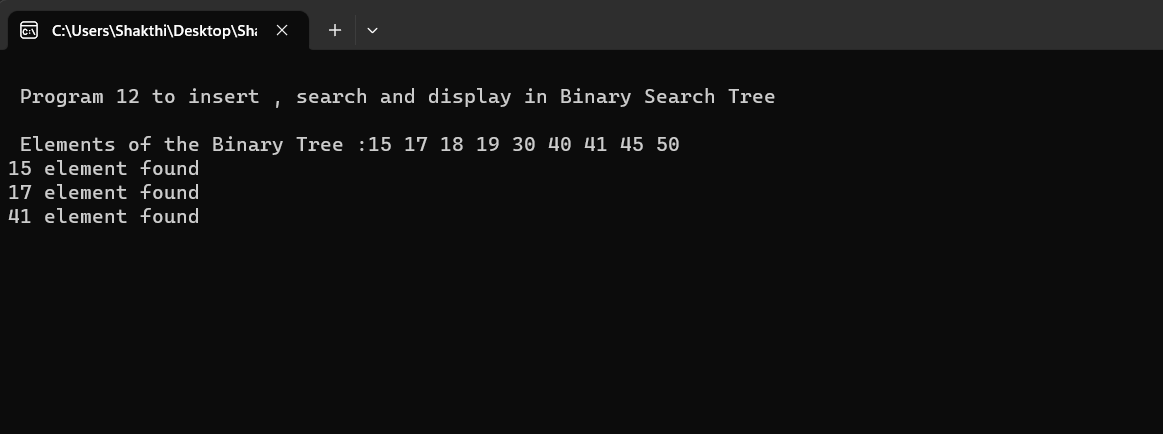 C:\Users\Shakthi\Desktop\Sha
Program 12 to insert , search and display in Binary Search Tree
Elements of the Binary Tree :15 17 18 19 30 40 41 45 50
15 element found
17 element found
41 element found